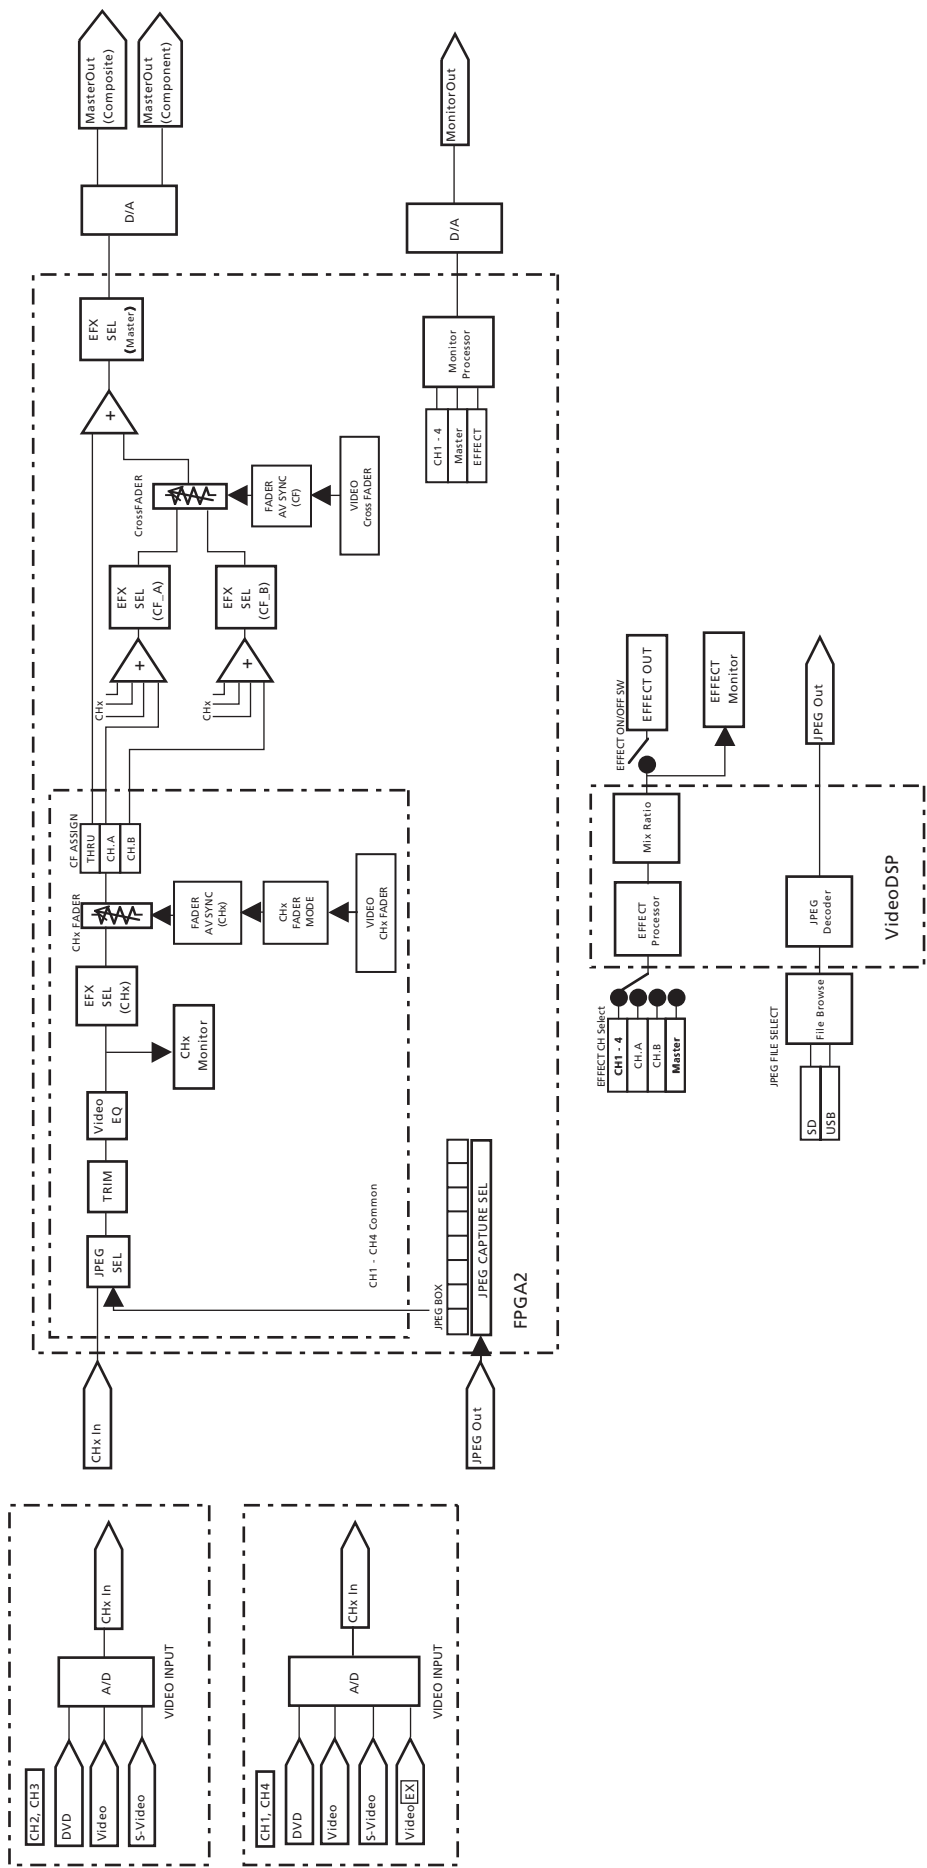 CH2, CH3
DVD
Video
S-Video
A/D
CHx In
VIDEO INPUT
CH1, CH4
DVD
Video
S-Video
Video EX
A/D
CHx In
VIDEO INPUT
CHx In
JPEG
SEL
TRIM
Video
EQ
CHx
Monitor
EFX
SEL
(CHx)
CHx FADER
FADER
AV SYNC
(CHx)
CHx
FADER
MODE
VIDEO
CHx FADER
CF ASSIGN
THRU
CH.A
CH.B
CH1 - CH4 Common
CHx
+
CHx
+
EFX
SEL
(CF_A)
EFX
SEL
(CF_B)
CrossFADER
FADER
AV SYNC
(CF)
VIDEO
Cross FADER
+
EFX
SEL
(Master)
D/A
MasterOut
(Composite)
MasterOut
(Component)
JPEG Out
JPEG BOX
JPEG CAPTURE SEL
FPGA2
CH1 - 4
Master
EFFECT
Monitor
Processor
D/A
MonitorOut
EFFECT CH Select
CH1 - 4
CH.A
CH.B
Master
EFFECT
Processor
Mix Ratio
EFFECT ON/OFF SW
EFFECT OUT
EFFECT
Monitor
JPEG FILE SELECT
SD
USB
File Browse
JPEG
Decoder
JPEG Out
VideoDSP